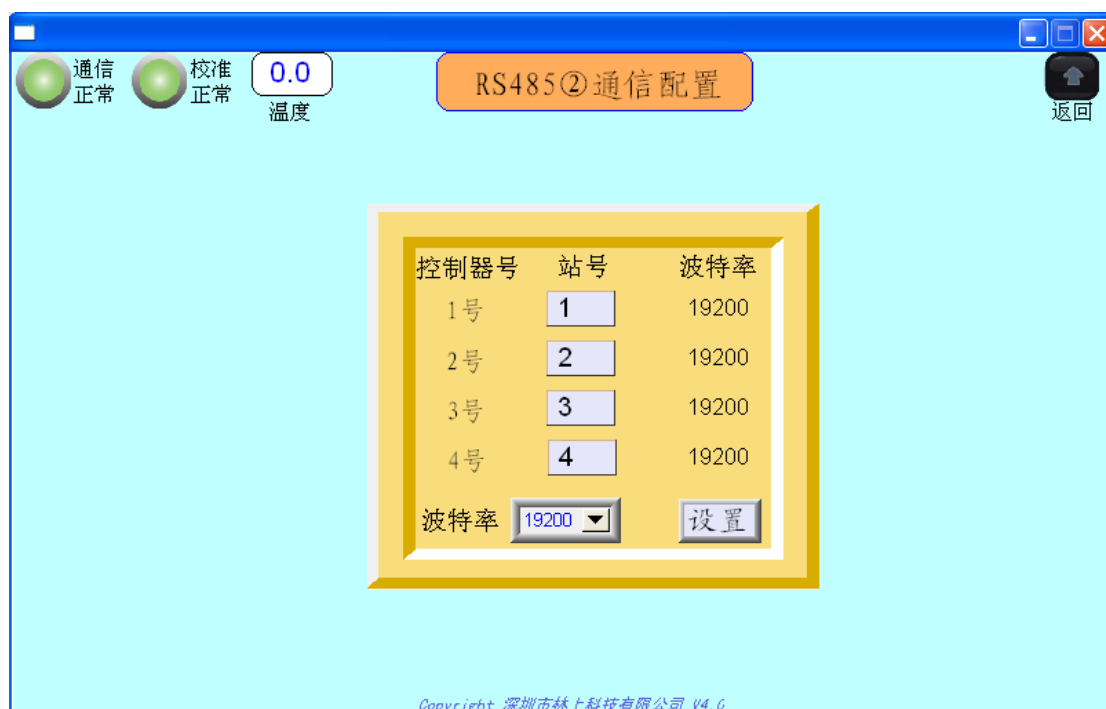 通信
正常
校准
正常
0.0
温度
RS485②通信配置
返回
控制器号 站号 波特率
1号 1 19200
2号 2 19200
3号 3 19200
4号 4 19200
波特率 19200 设置
Copyright 深圳市林上科技有限公司